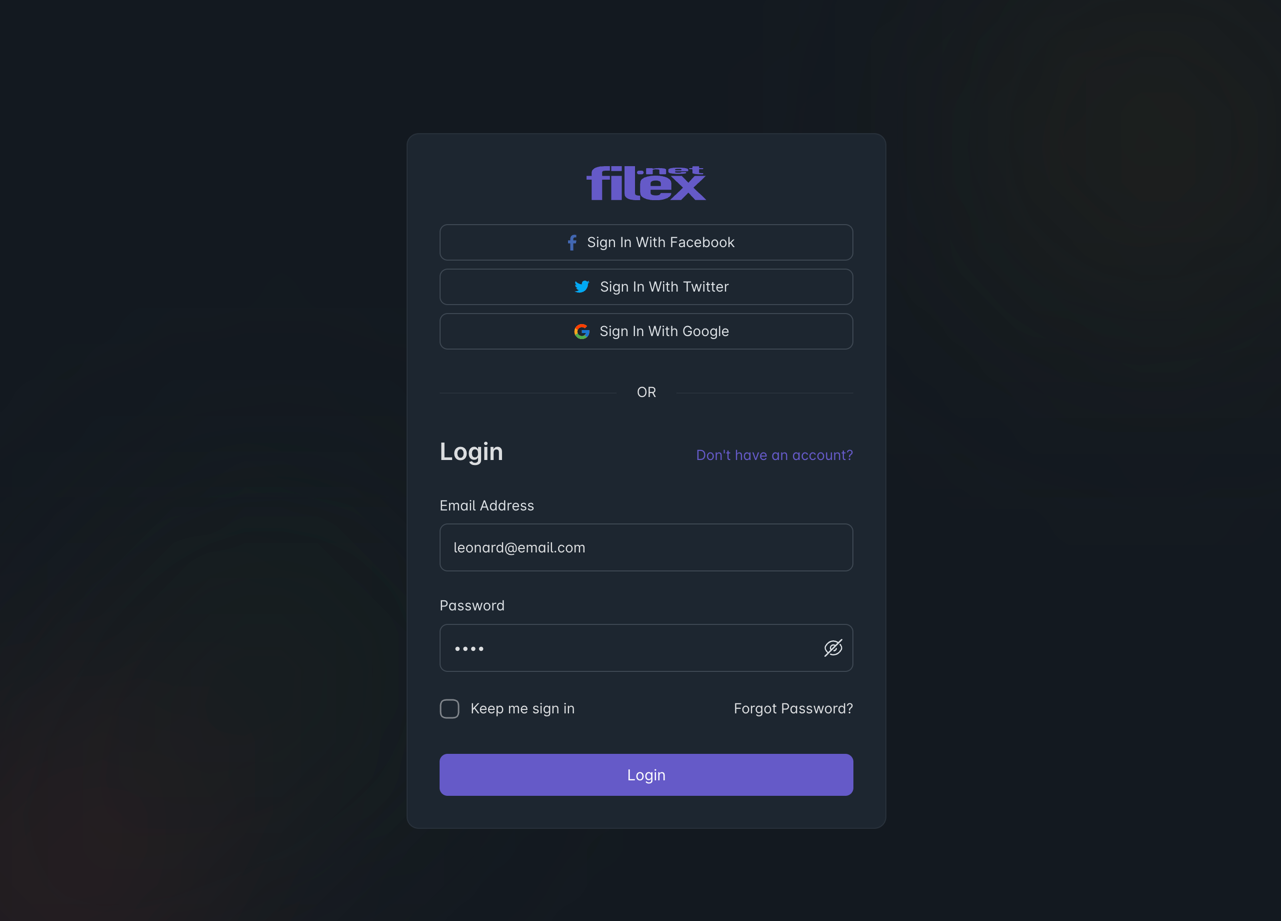 filex.net
Sign In With Facebook
Sign In With Twitter
Sign In With Google
OR
Login
Don't have an account?
Email Address
leonard@email.com
Password
••••
Keep me sign in
Forgot Password?
Login